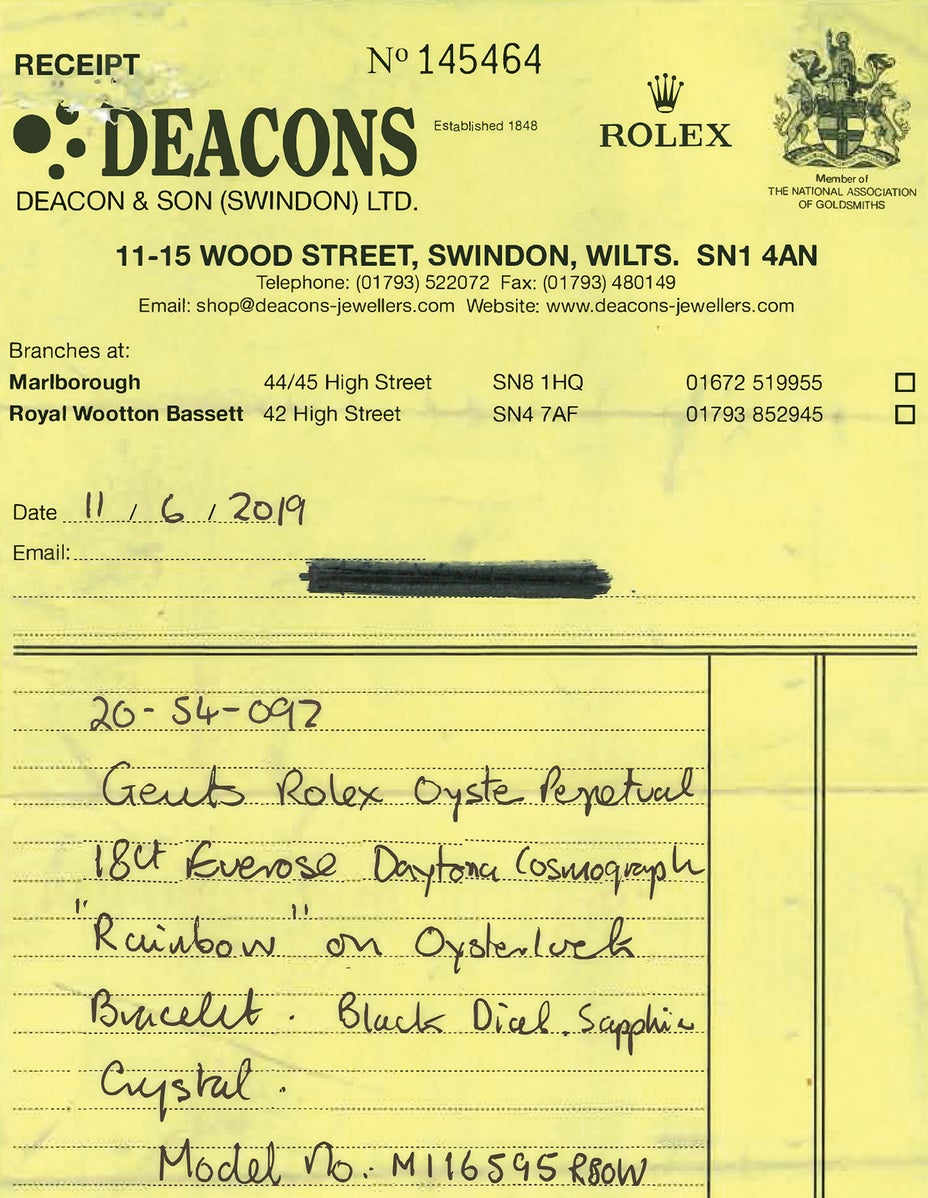 RECEIPT
Nº 145464
DEACONS
Established 1848
ROLEX
DEACON & SON (SWINDON) LTD.
Member of
THE NATIONAL ASSOCIATION
OF GOLDSMITHS
11-15 WOOD STREET, SWINDON, WILTS. SN1 4AN
Telephone: (01793) 522072 Fax: (01793) 480149
Email: shop@deacons-jewellers.com Website: www.deacons-jewellers.com
Branches at:
Marlborough 44/45 High Street SN8 1HQ 01672 519955
Royal Wootton Bassett 42 High Street SN4 7AF 01793 852945
Date 11 / 6 / 2019
Email:
20-54-092
Gents Rolex Oyste Perpetual
18ct Everose Daytona Cosmograph
"Rainbow" on Oysterlock
Bracelet. Black Dial. Sapphire
Crystal.
Model No: M116595RBOW